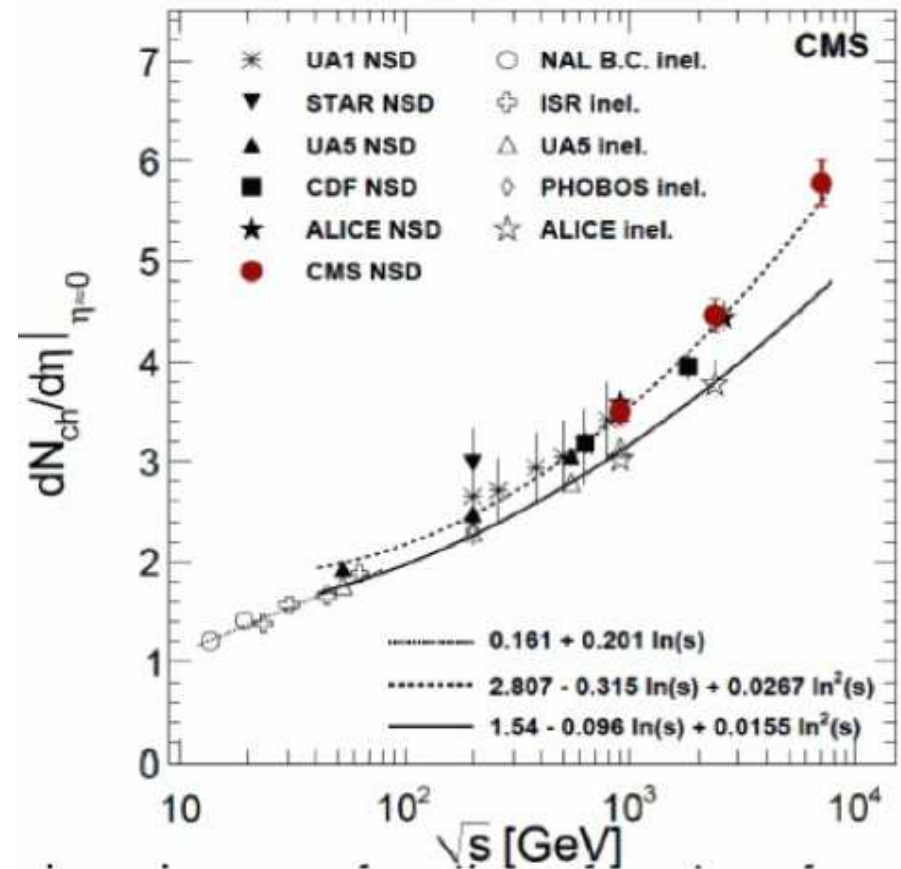 CMS
7
6
5
4
3
2
1
0
dN_ch/dη|η≈0
UA1 NSD
STAR NSD
UA5 NSD
CDF NSD
ALICE NSD
CMS NSD
NAL B.C. inel.
ISR inel.
UA5 inel.
PHOBOS inel.
ALICE inel.
0.161 + 0.201 ln(s)
2.807 - 0.315 ln(s) + 0.0267 ln²(s)
1.54 - 0.096 ln(s) + 0.0155 ln²(s)
10 10² 10³ 10⁴
√s [GeV]